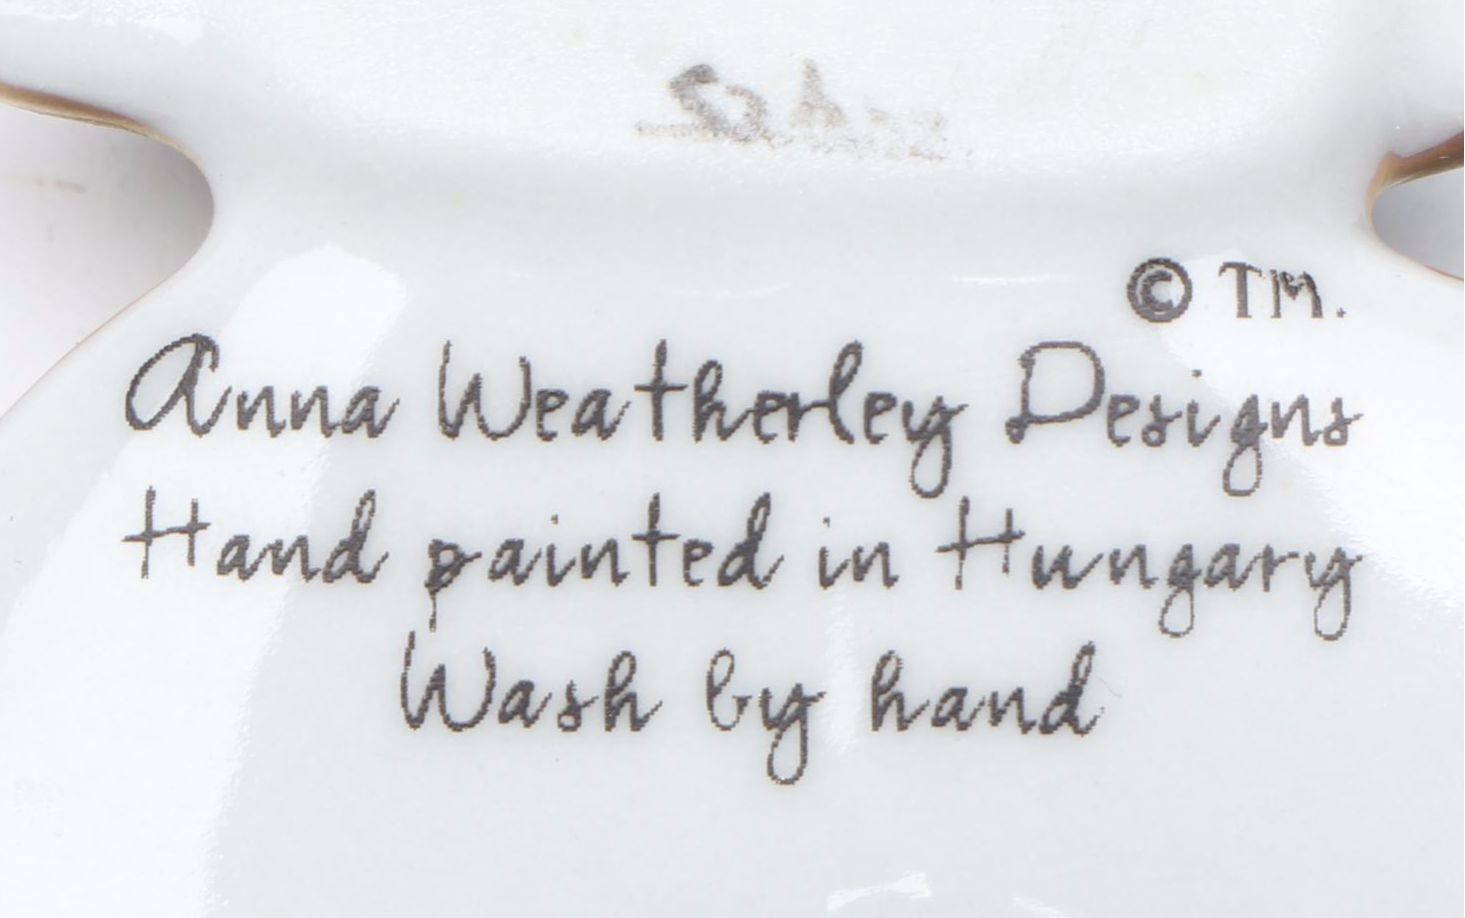 © TM.
Anna Weatherley Designs
Hand painted in Hungary
Wash by hand